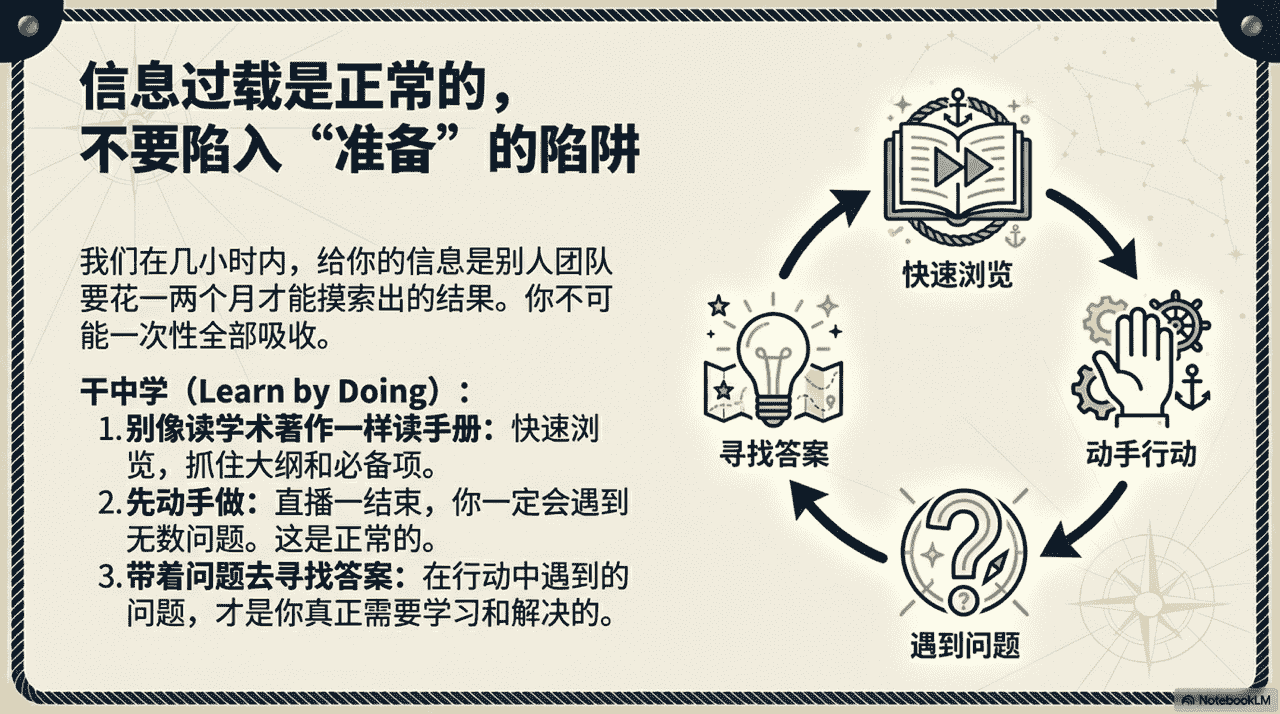 信息过载是正常的，
不要陷入“准备”的陷阱
我们在几小时内，给你的信息是别人团队
要花一两个月才能摸索出的结果。你不可
能一次性全部吸收。
干中学（Learn by Doing）：
1. 别像读学术著作一样读手册：快速浏
览，抓住大纲和必备项。
2. 先动手做：直播一结束，你一定会遇到
无数问题。这是正常的。
3. 带着问题去寻找答案：在行动中遇到的
问题，才是你真正需要学习和解决的。
快速浏览
动手行动
遇到问题
寻找答案
NotebookLM